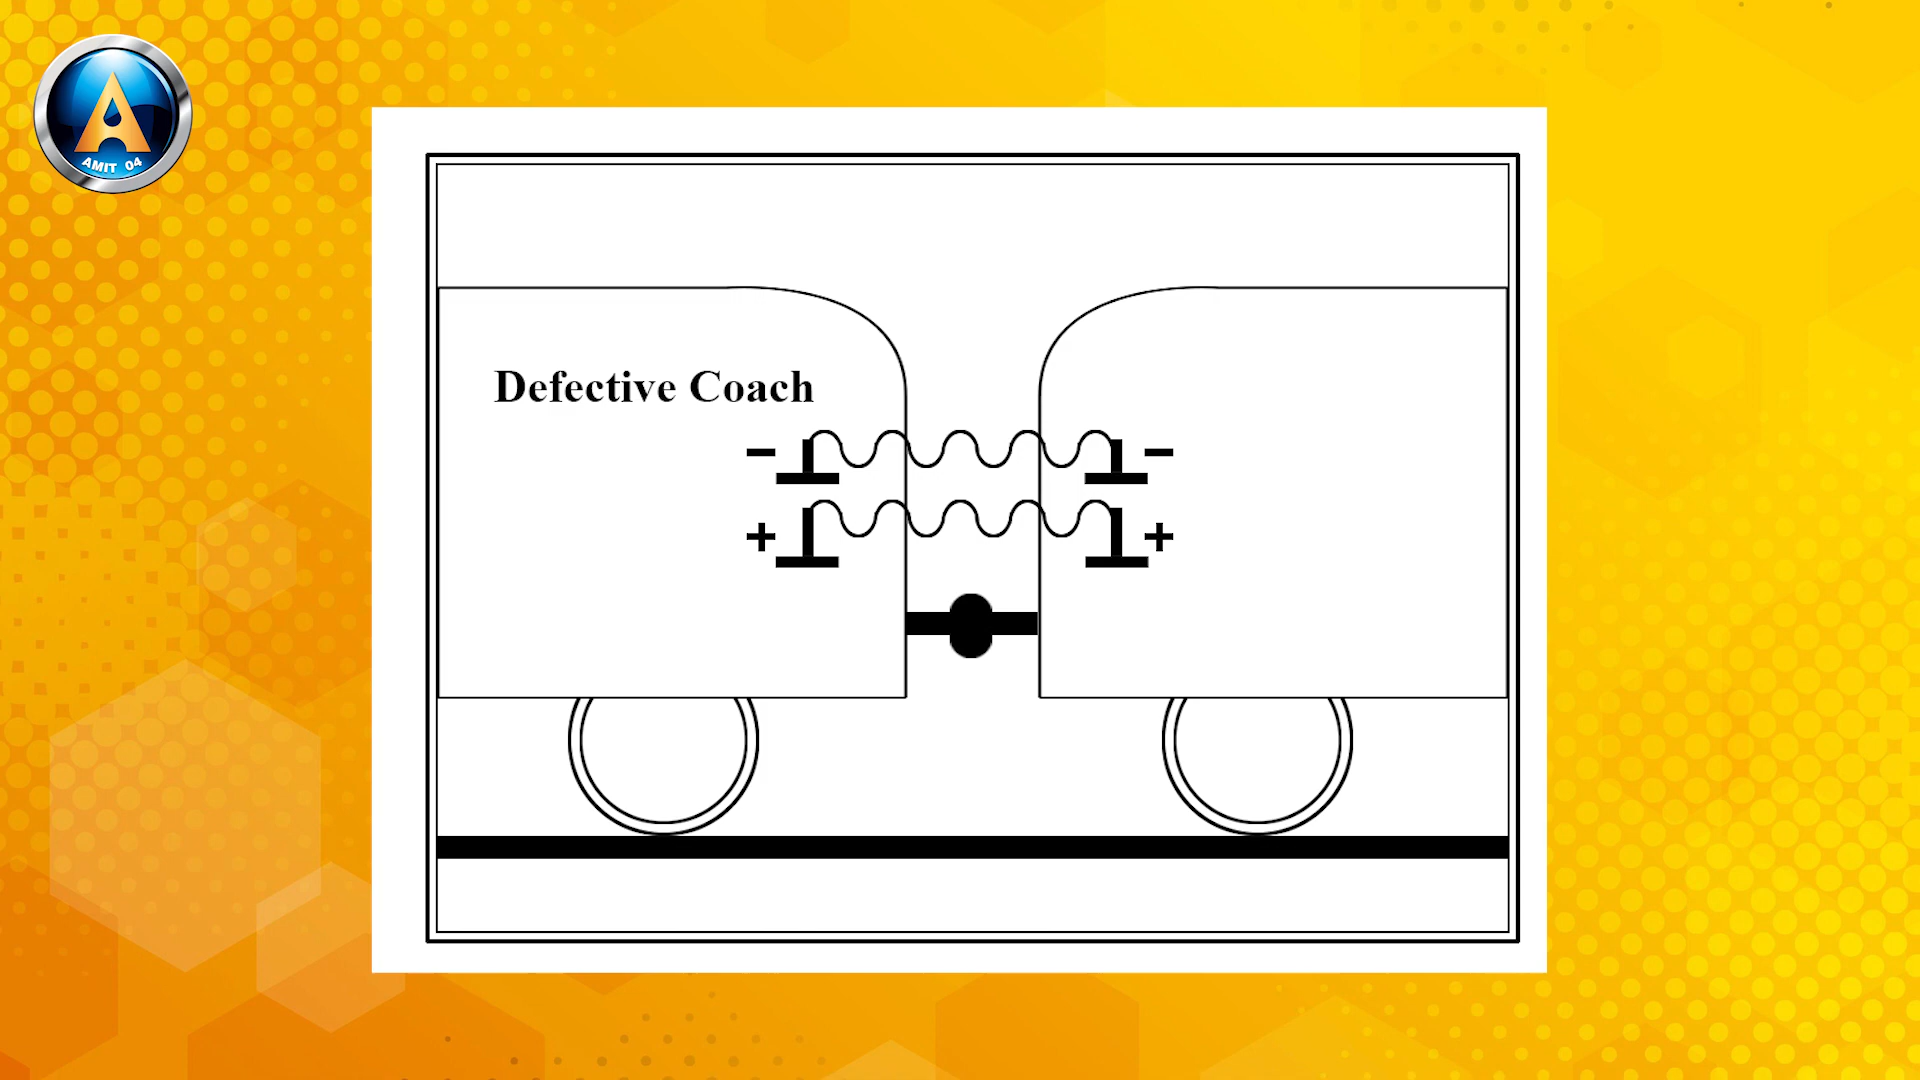 A
AMIT 04
Defective Coach
− −
+ +